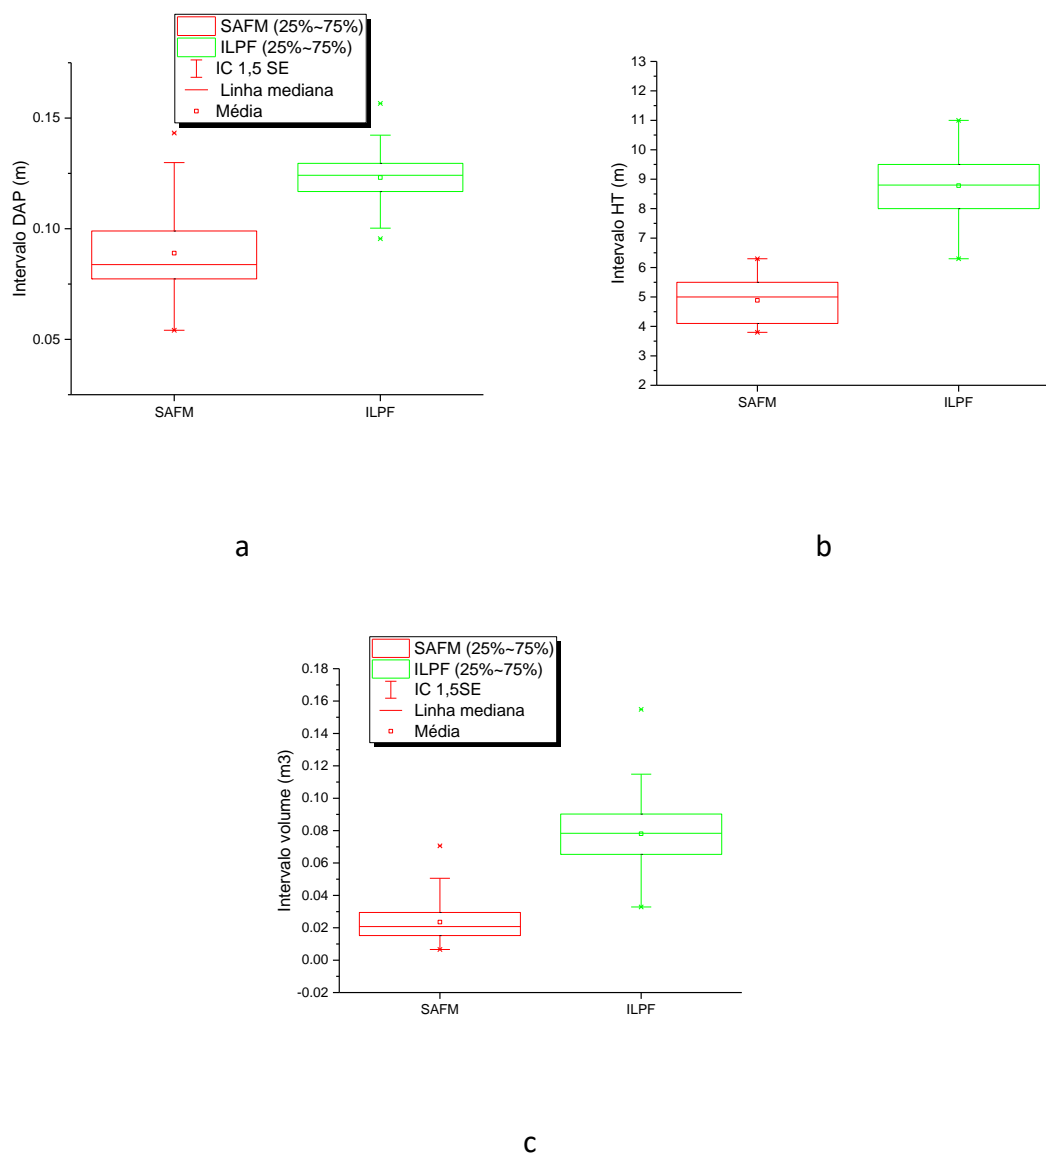 SAFM (25%~75%)
ILPF (25%~75%)
IC 1,5 SE
Linha mediana
Média
Intervalo DAP (m)
0.15
0.10
0.05
SAFM
ILPF
Intervalo HT (m)
13
12
11
10
9
8
7
6
5
4
3
2
SAFM
ILPF
a
b
SAFM (25%~75%)
ILPF (25%~75%)
IC 1,5SE
Linha mediana
Média
Intervalo volume (m3)
0.18
0.16
0.14
0.12
0.10
0.08
0.06
0.04
0.02
0.00
-0.02
SAFM
ILPF
c